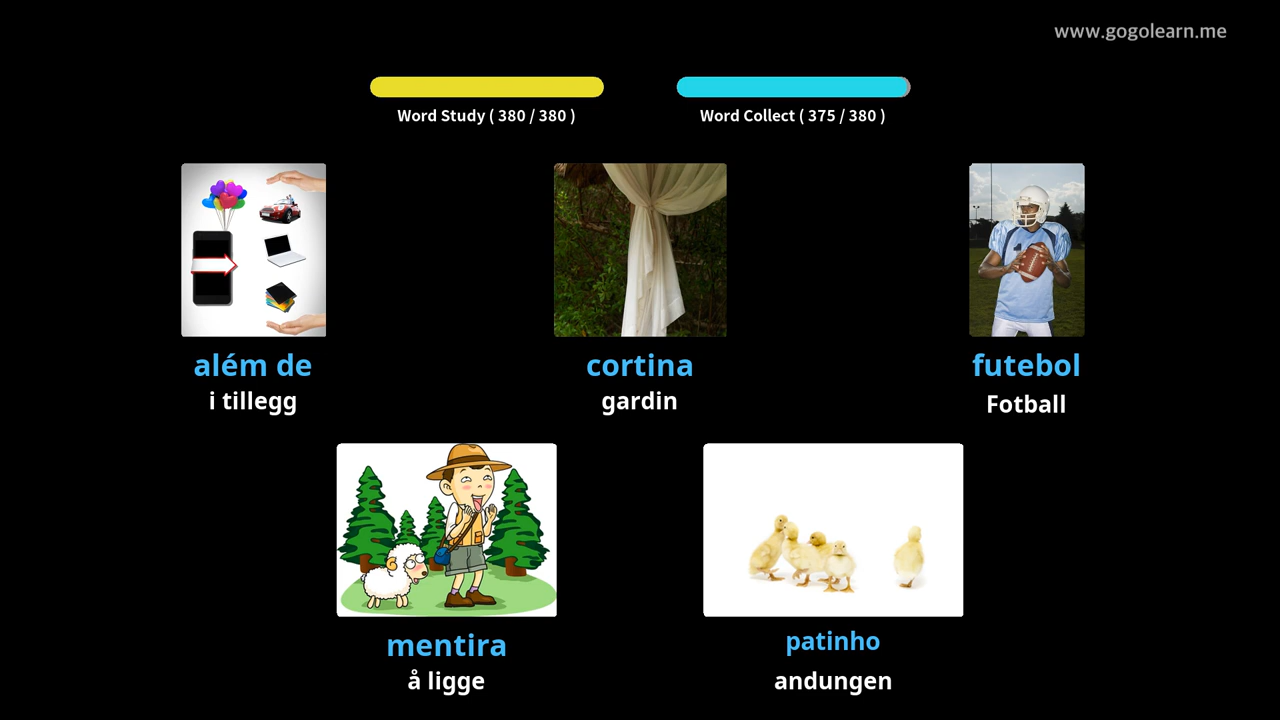 www.gogolearn.me
Word Study ( 380 / 380 )
Word Collect ( 375 / 380 )
além de
i tillegg
cortina
gardin
futebol
Fotball
mentira
å ligge
patinho
andungen